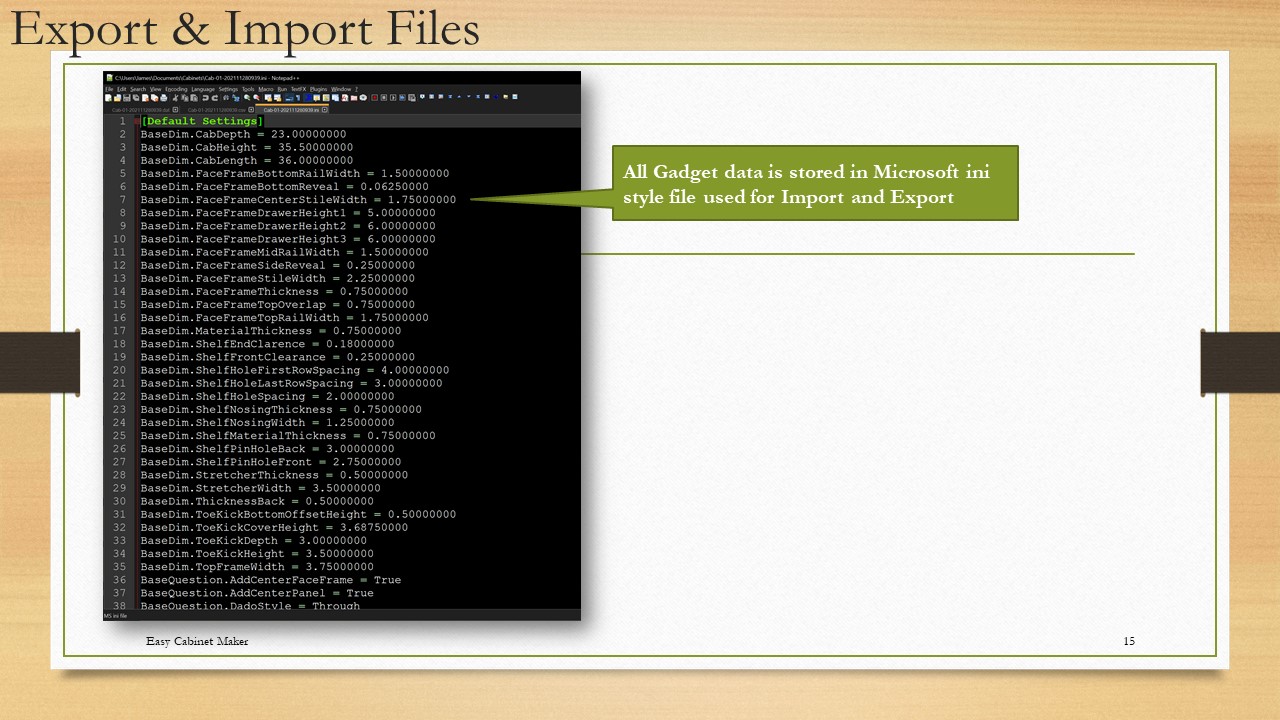 Export & Import Files
C:\Users\James\Documents\Cabinets\Cab-01-202111280939.ini - Notepad++
File Edit Search View Encoding Language Settings Tools Macro Run TextFX Plugins Window ?
Cab-01-202111280939.ini
1 [Default Settings]
2 BaseDim.CabDepth = 23.00000000
3 BaseDim.CabHeight = 35.50000000
4 BaseDim.CabLength = 36.00000000
5 BaseDim.FaceFrameBottomRailWidth = 1.50000000
6 BaseDim.FaceFrameBottomReveal = 0.06250000
7 BaseDim.FaceFrameCenterStileWidth = 1.75000000
8 BaseDim.FaceFrameDrawerHeight1 = 5.00000000
9 BaseDim.FaceFrameDrawerHeight2 = 6.00000000
10 BaseDim.FaceFrameDrawerHeight3 = 6.00000000
11 BaseDim.FaceFrameMidRailWidth = 1.50000000
12 BaseDim.FaceFrameSideReveal = 0.25000000
13 BaseDim.FaceFrameStileWidth = 2.25000000
14 BaseDim.FaceFrameThickness = 0.75000000
15 BaseDim.FaceFrameTopOverlap = 0.75000000
16 BaseDim.FaceFrameTopRailWidth = 1.75000000
17 BaseDim.MaterialThickness = 0.75000000
18 BaseDim.ShelfEndClarence = 0.18000000
19 BaseDim.ShelfFrontClearance = 0.25000000
20 BaseDim.ShelfHoleFirstRowSpacing = 4.00000000
21 BaseDim.ShelfHoleLastRowSpacing = 3.00000000
22 BaseDim.ShelfHoleSpacing = 2.00000000
23 BaseDim.ShelfNosingThickness = 0.75000000
24 BaseDim.ShelfNosingWidth = 1.25000000
25 BaseDim.ShelfMaterialThickness = 0.75000000
26 BaseDim.ShelfPinHoleBack = 3.00000000
27 BaseDim.ShelfPinHoleFront = 2.75000000
28 BaseDim.StretcherThickness = 0.50000000
29 BaseDim.StretcherWidth = 3.50000000
30 BaseDim.ThicknessBack = 0.50000000
31 BaseDim.ToeKickBottomOffsetHeight = 0.50000000
32 BaseDim.ToeKickCoverHeight = 3.68750000
33 BaseDim.ToeKickDepth = 3.00000000
34 BaseDim.ToeKickHeight = 3.50000000
35 BaseDim.TopFrameWidth = 3.75000000
36 BaseQuestion.AddCenterFaceFrame = True
37 BaseQuestion.AddCenterPanel = True
38 BaseQuestion.DadoStyle = Through
MS ini file
All Gadget data is stored in Microsoft ini
style file used for Import and Export
Easy Cabinet Maker
15